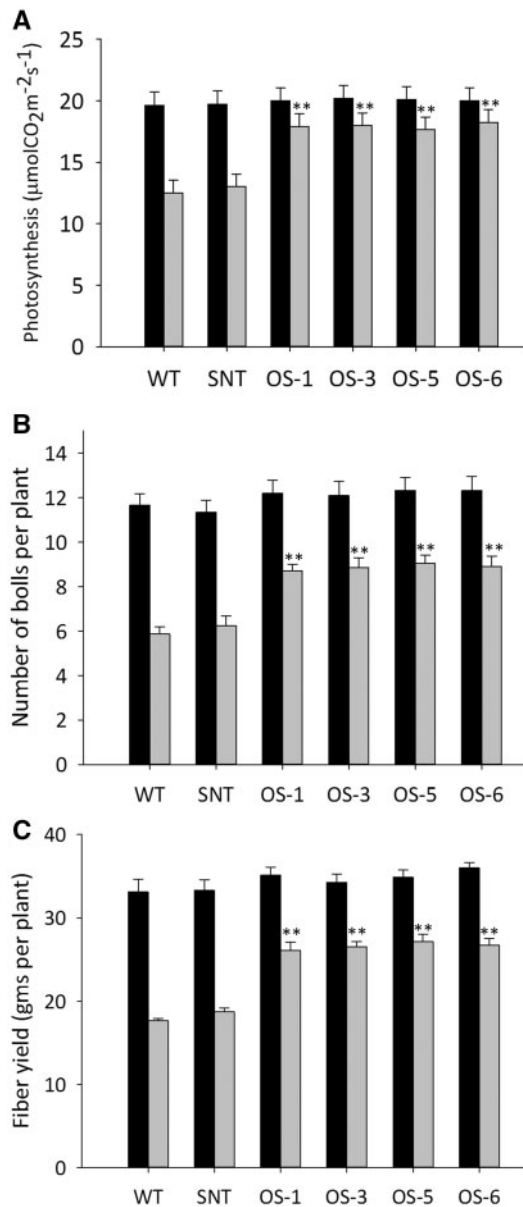 A
Photosynthesis (µmolCO2m-2s-1)
25
20
15
10
5
0
** ** ** **
WT SNT OS-1 OS-3 OS-5 OS-6
B
Number of bolls per plant
14
12
10
8
6
4
2
0
** ** ** **
WT SNT OS-1 OS-3 OS-5 OS-6
C
Fiber yield (gms per plant)
40
30
20
10
0
** ** ** **
WT SNT OS-1 OS-3 OS-5 OS-6